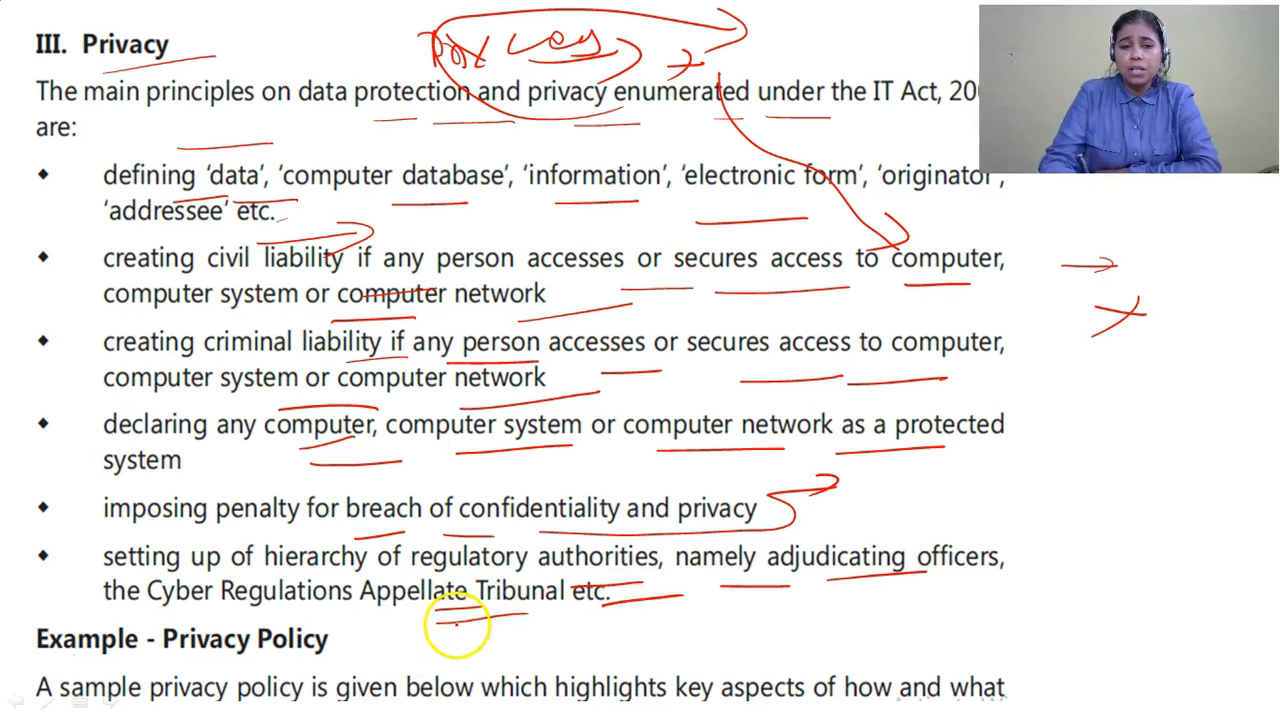 III. Privacy
The main principles on data protection and privacy enumerated under the IT Act,
are:
◆ defining ‘data’, ‘computer database’, ‘information’, ‘electronic form’, ‘originator’,
‘addressee’ etc.
◆ creating civil liability if any person accesses or secures access to computer,
computer system or computer network
◆ creating criminal liability if any person accesses or secures access to computer,
computer system or computer network
◆ declaring any computer, computer system or computer network as a protected
system
◆ imposing penalty for breach of confidentiality and privacy
◆ setting up of hierarchy of regulatory authorities, namely adjudicating officers,
the Cyber Regulations Appellate Tribunal etc.
Example - Privacy Policy
A sample privacy policy is given below which highlights key aspects of how and what